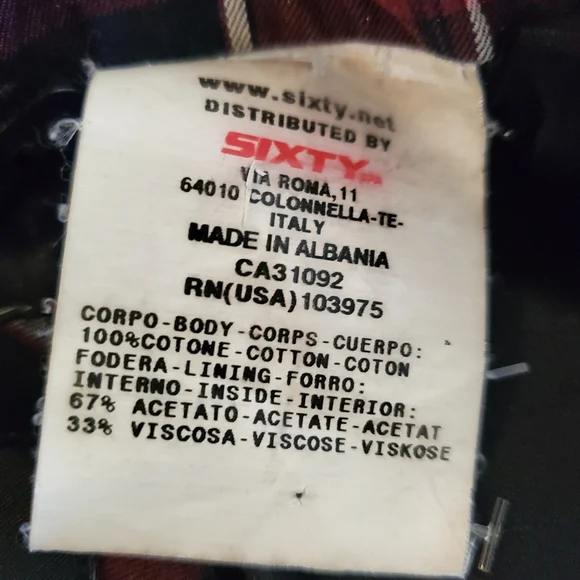 www.sixty.net
DISTRIBUTED BY
SIXTY
VIA ROMA,11
64010 COLONNELLA-TE-
ITALY
MADE IN ALBANIA
CA31092
RN(USA)103975
CORPO-BODY-CORPS-CUERPO:
100%COTONE-COTTON-COTON
FODERA-LINING-FORRO:
INTERNO-INSIDE-INTERIOR:
67% ACETATO-ACETATE-ACETAT
33% VISCOSA-VISCOSE-VISKOSE